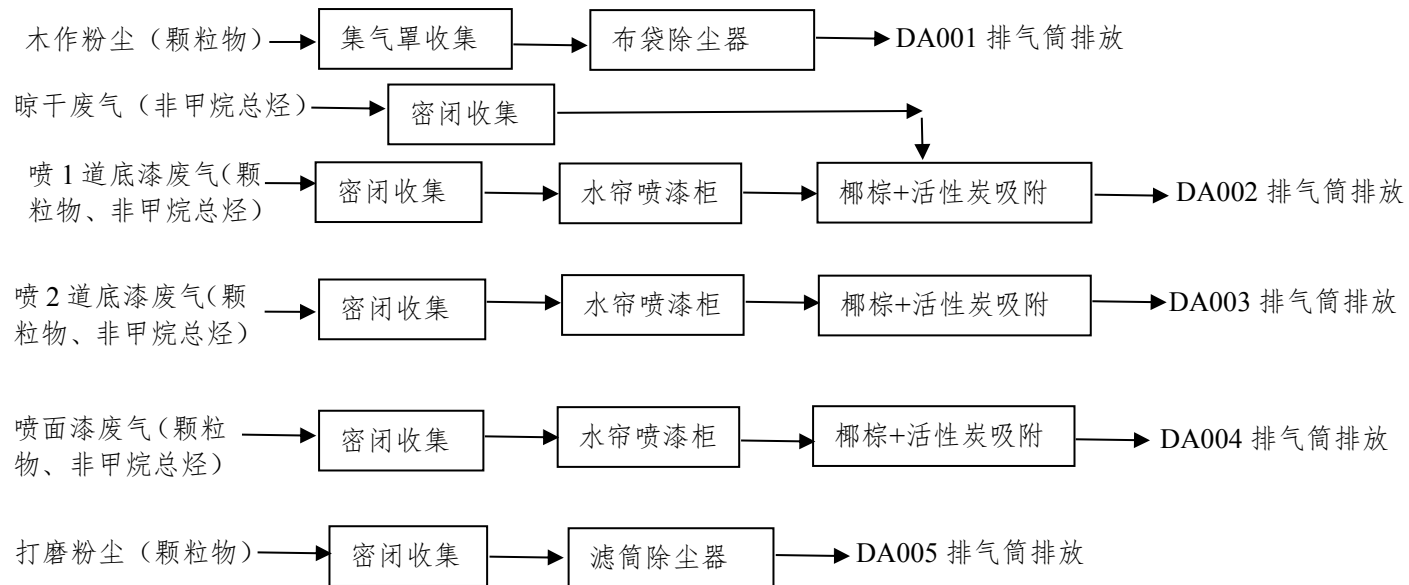 木作粉尘（颗粒物） 集气罩收集 布袋除尘器 DA001 排气筒排放
晾干废气（非甲烷总烃） 密闭收集
喷 1 道底漆废气（颗
粒物、非甲烷总烃） 密闭收集 水帘喷漆柜 椰棕+活性炭吸附 DA002 排气筒排放
喷 2 道底漆废气（颗
粒物、非甲烷总烃） 密闭收集 水帘喷漆柜 椰棕+活性炭吸附 DA003 排气筒排放
喷面漆废气（颗粒
物、非甲烷总烃） 密闭收集 水帘喷漆柜 椰棕+活性炭吸附 DA004 排气筒排放
打磨粉尘（颗粒物） 密闭收集 滤筒除尘器 DA005 排气筒排放